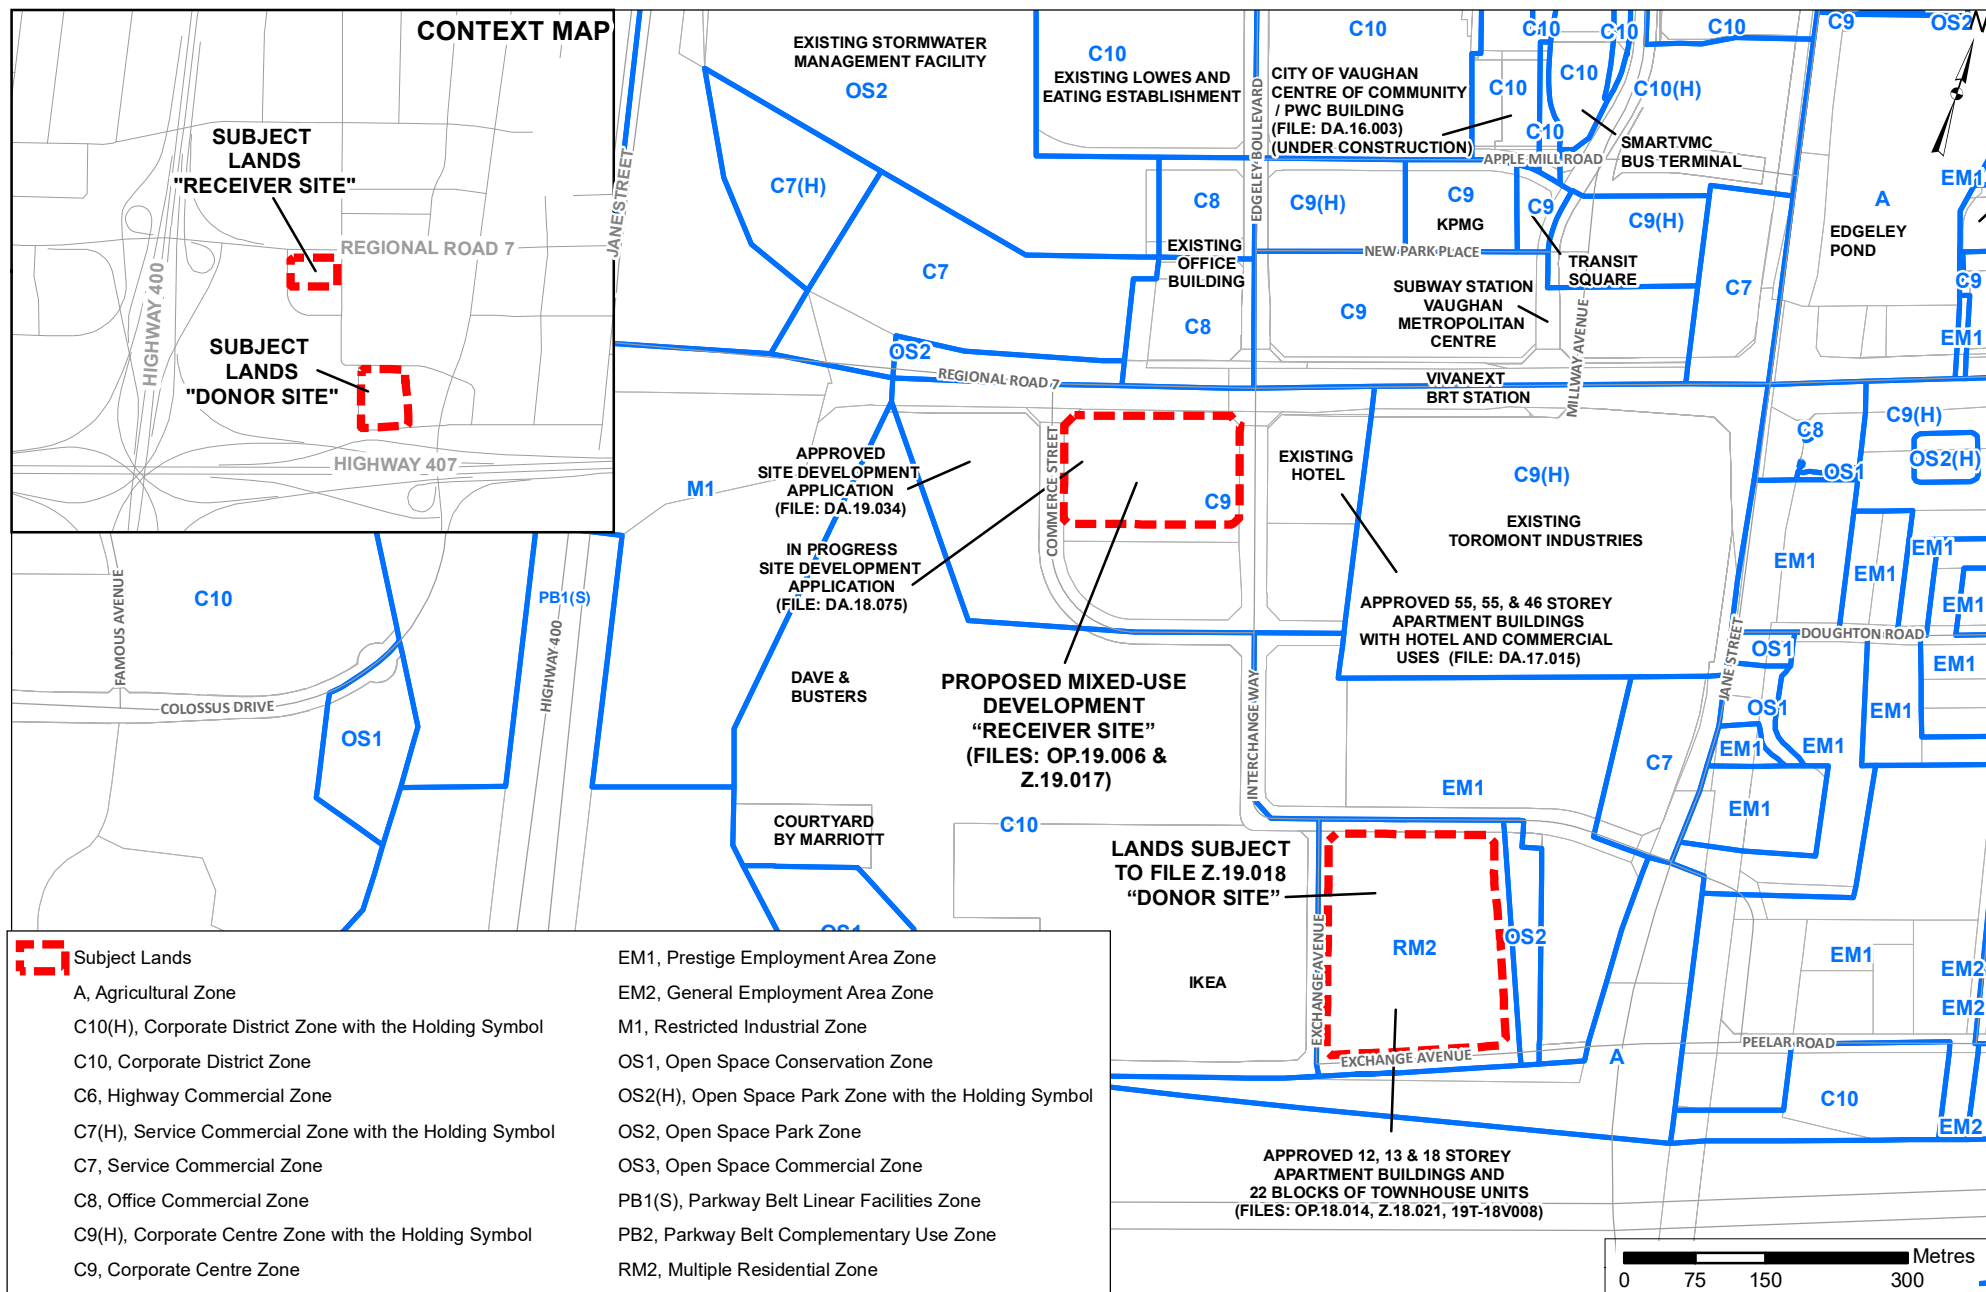 CONTEXT MAP
SUBJECT
LANDS
"RECEIVER SITE"
REGIONAL ROAD 7
HIGHWAY 400
SUBJECT
LANDS
"DONOR SITE"
HIGHWAY 407
EXISTING STORMWATER
MANAGEMENT FACILITY
OS2
C10
EXISTING LOWES AND
EATING ESTABLISHMENT
C10
CITY OF VAUGHAN
CENTRE OF COMMUNITY
/ PWC BUILDING
(FILE: DA.16.003)
(UNDER CONSTRUCTION)
C10
C10
C10
C10
C10
C10(H)
C10
C9
OS2
N
SMARTVMC
BUS TERMINAL
APPLE MILL ROAD
EDGELEY BOULEVARD
JANE STREET
C7(H)
C7
C8
EXISTING
OFFICE
BUILDING
C8
C9(H)
C9
KPMG
C9
C9(H)
NEW PARK PLACE
TRANSIT
SQUARE
SUBWAY STATION
VAUGHAN
METROPOLITAN
CENTRE
C9
MILLWAY AVENUE
C7
A
EDGELEY
POND
EM1
C9
EM1
OS2
REGIONAL ROAD 7
VIVANEXT
BRT STATION
M1
APPROVED
SITE DEVELOPMENT
APPLICATION
(FILE: DA.19.034)
COMMERCE STREET
C9
IN PROGRESS
SITE DEVELOPMENT
APPLICATION
(FILE: DA.18.075)
EXISTING
HOTEL
C9(H)
EXISTING
TOROMONT INDUSTRIES
APPROVED 55, 55, & 46 STOREY
APARTMENT BUILDINGS
WITH HOTEL AND COMMERCIAL
USES (FILE: DA.17.015)
C8
C9(H)
OS2(H)
OS1
EM1
EM1
EM1
EM1
DOUGHTON ROAD
OS1
EM1
OS1
EM1
EM1
EM1
EM1
JANE STREET
C7
FAMOUS AVENUE
C10
COLOSSUS DRIVE
OS1
PB1(S)
HIGHWAY 400
DAVE &
BUSTERS
PROPOSED MIXED-USE
DEVELOPMENT
“RECEIVER SITE”
(FILES: OP.19.006 &
Z.19.017)
INTERCHANGE WAY
EM1
COURTYARD
BY MARRIOTT
C10
LANDS SUBJECT
TO FILE Z.19.018
“DONOR SITE”
OS1
IKEA
EXCHANGE AVENUE
RM2
OS2
EXCHANGE AVENUE
A
EM1
EM2
EM2
PEELAR ROAD
C10
EM2
APPROVED 12, 13 & 18 STOREY
APARTMENT BUILDINGS AND
22 BLOCKS OF TOWNHOUSE UNITS
(FILES: OP.18.014, Z.18.021, 19T-18V008)
Subject Lands
A, Agricultural Zone
C10(H), Corporate District Zone with the Holding Symbol
C10, Corporate District Zone
C6, Highway Commercial Zone
C7(H), Service Commercial Zone with the Holding Symbol
C7, Service Commercial Zone
C8, Office Commercial Zone
C9(H), Corporate Centre Zone with the Holding Symbol
C9, Corporate Centre Zone
EM1, Prestige Employment Area Zone
EM2, General Employment Area Zone
M1, Restricted Industrial Zone
OS1, Open Space Conservation Zone
OS2(H), Open Space Park Zone with the Holding Symbol
OS2, Open Space Park Zone
OS3, Open Space Commercial Zone
PB1(S), Parkway Belt Linear Facilities Zone
PB2, Parkway Belt Complementary Use Zone
RM2, Multiple Residential Zone
Metres
0 75 150 300